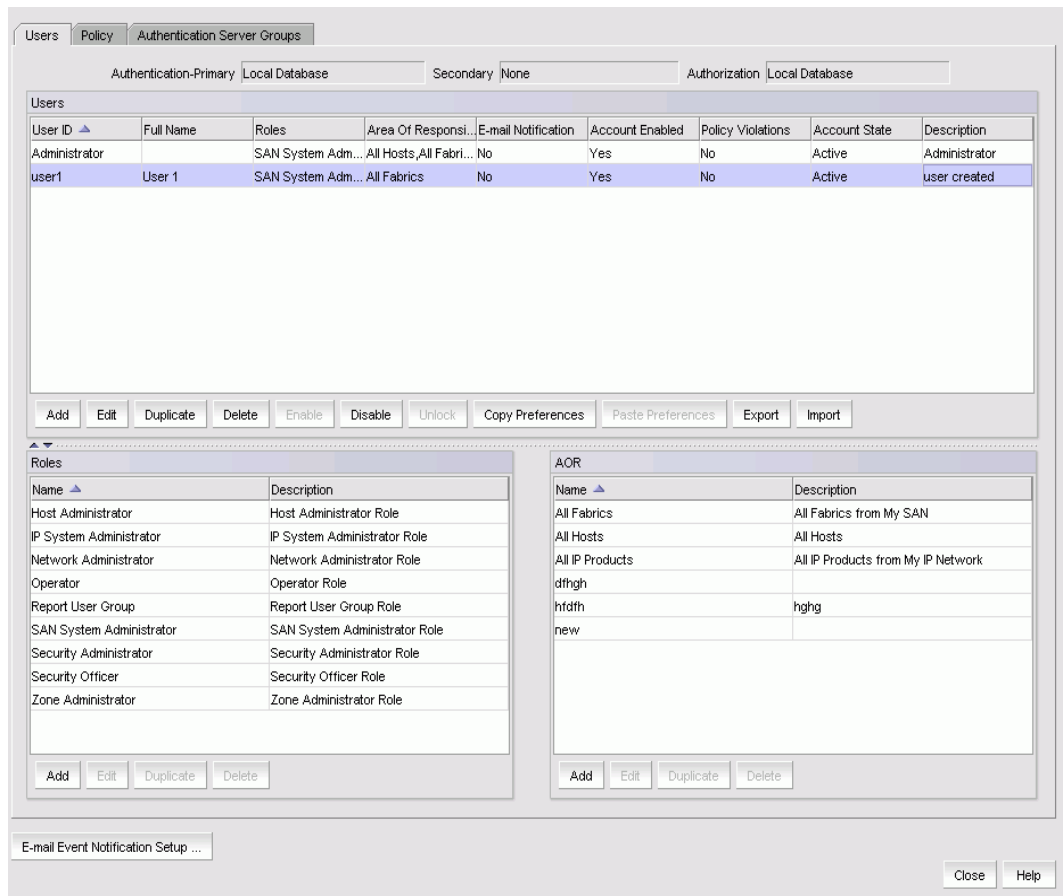 Users Policy Authentication Server Groups
Authentication-Primary Local Database Secondary None Authorization Local Database
Users
User ID Full Name Roles Area Of Responsi... E-mail Notification Account Enabled Policy Violations Account State Description
Administrator SAN System Adm... All Hosts,All Fabri... No Yes No Active Administrator
user1 User 1 SAN System Adm... All Fabrics No Yes No Active user created
Add Edit Duplicate Delete Enable Disable Unlock Copy Preferences Paste Preferences Export Import
Roles
Name Description
Host Administrator Host Administrator Role
IP System Administrator IP System Administrator Role
Network Administrator Network Administrator Role
Operator Operator Role
Report User Group Report User Group Role
SAN System Administrator SAN System Administrator Role
Security Administrator Security Administrator Role
Security Officer Security Officer Role
Zone Administrator Zone Administrator Role
Add Edit Duplicate Delete
AOR
Name Description
All Fabrics All Fabrics from My SAN
All Hosts All Hosts
All IP Products All IP Products from My IP Network
dfhgh
hfdfh hghg
new
Add Edit Duplicate Delete
E-mail Event Notification Setup ...
Close Help